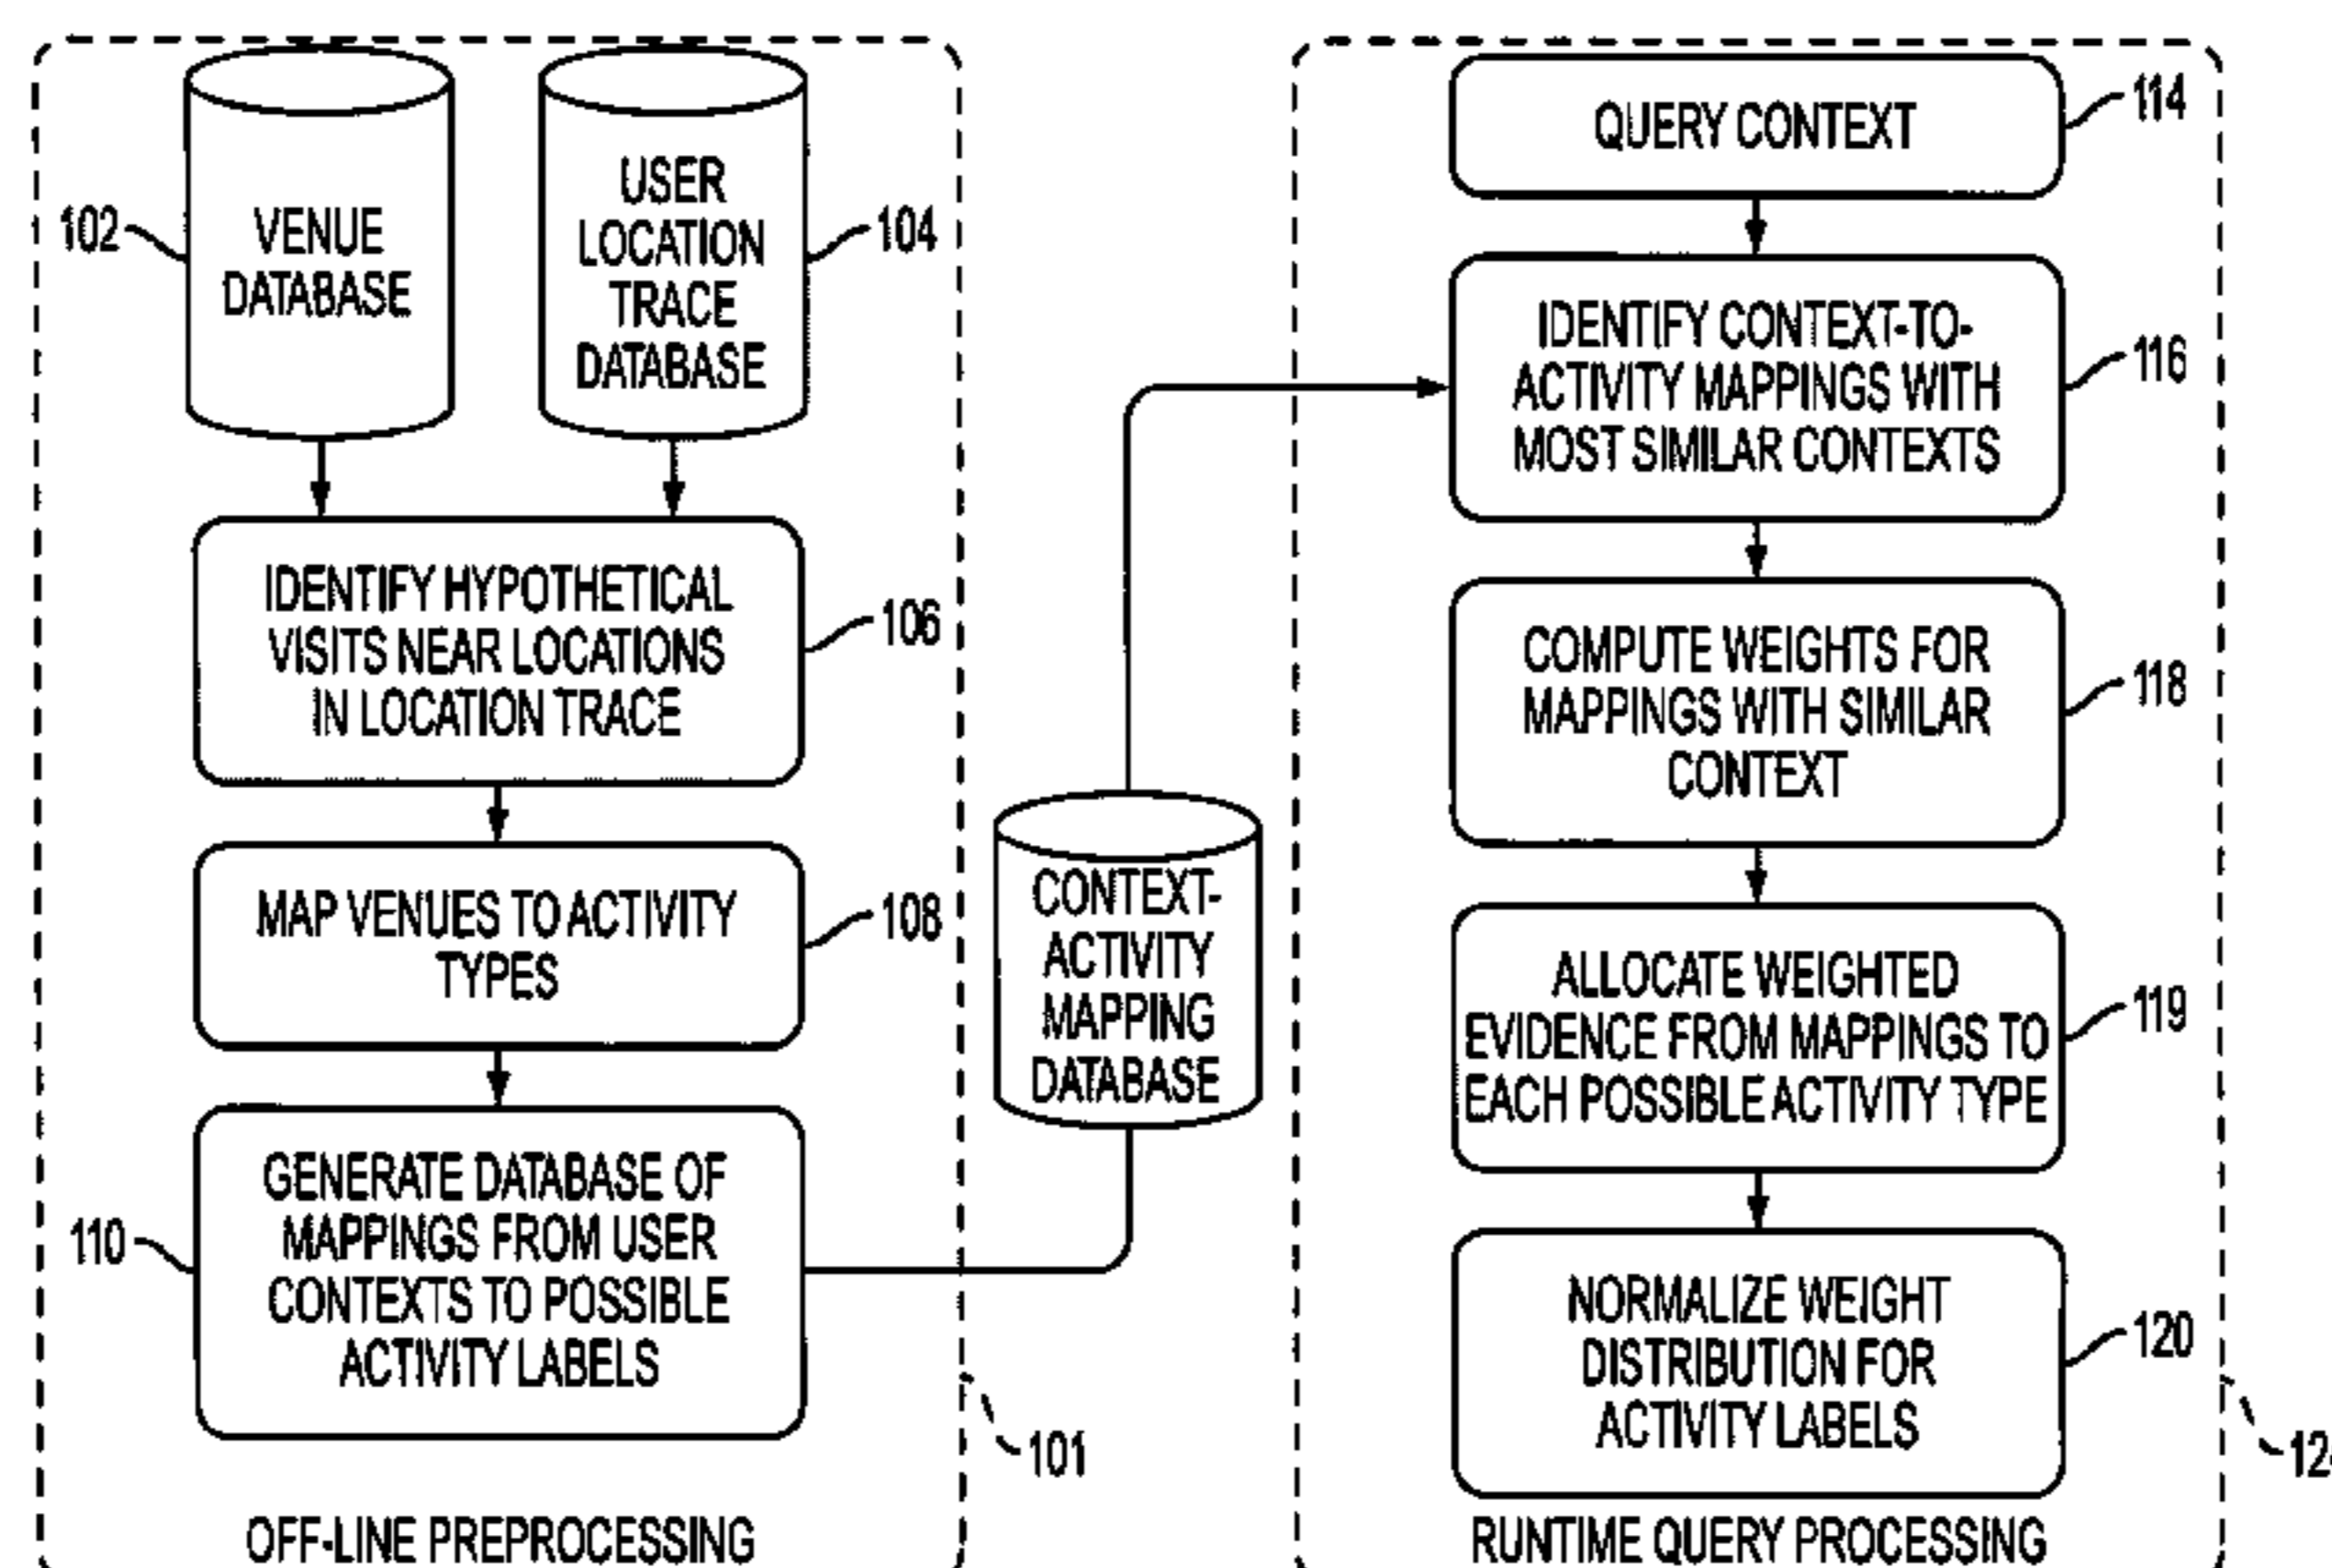 102
VENUE
DATABASE
USER
LOCATION
TRACE
DATABASE
104
IDENTIFY HYPOTHETICAL
VISITS NEAR LOCATIONS
IN LOCATION TRACE
106
MAP VENUES TO ACTIVITY
TYPES
108
110
GENERATE DATABASE OF
MAPPINGS FROM USER
CONTEXTS TO POSSIBLE
ACTIVITY LABELS
101
OFF-LINE PREPROCESSING
CONTEXT-
ACTIVITY
MAPPING
DATABASE
QUERY CONTEXT
114
IDENTIFY CONTEXT-TO-
ACTIVITY MAPPINGS WITH
MOST SIMILAR CONTEXTS
116
COMPUTE WEIGHTS FOR
MAPPINGS WITH SIMILAR
CONTEXT
118
ALLOCATE WEIGHTED
EVIDENCE FROM MAPPINGS TO
EACH POSSIBLE ACTIVITY TYPE
119
NORMALIZE WEIGHT
DISTRIBUTION FOR
ACTIVITY LABELS
120
RUNTIME QUERY PROCESSING